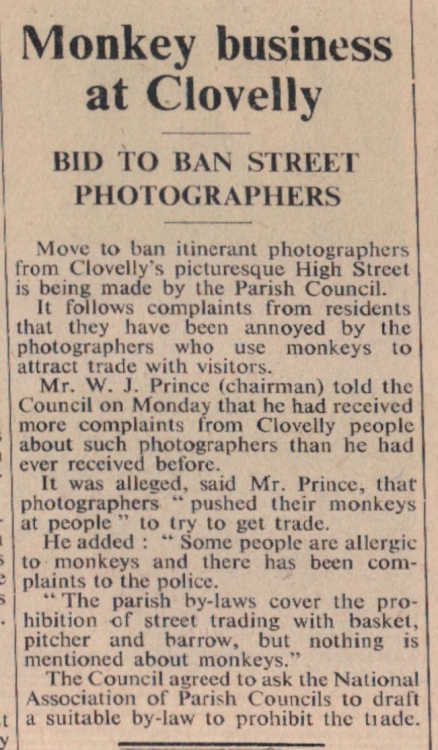 Monkey business
at Clovelly
BID TO BAN STREET
PHOTOGRAPHERS
Move to ban itinerant photographers
from Clovelly's picturesque High Street
is being made by the Parish Council.
It follows complaints from residents
that they have been annoyed by the
photographers who use monkeys to
attract trade with visitors.
Mr. W. J. Prince (chairman) told the
Council on Monday that he had received
more complaints from Clovelly people
about such photographers than he had
ever received before.
It was alleged, said Mr. Prince, that
photographers " pushed their monkeys
at people " to try to get trade.
He added : " Some people are allergic
to monkeys and there has been com-
plaints to the police.
" The parish by-laws cover the pro-
hibition of street trading with basket,
pitcher and barrow, but nothing is
mentioned about monkeys."
The Council agreed to ask the National
Association of Parish Councils to draft
a suitable by-law to prohibit the trade.